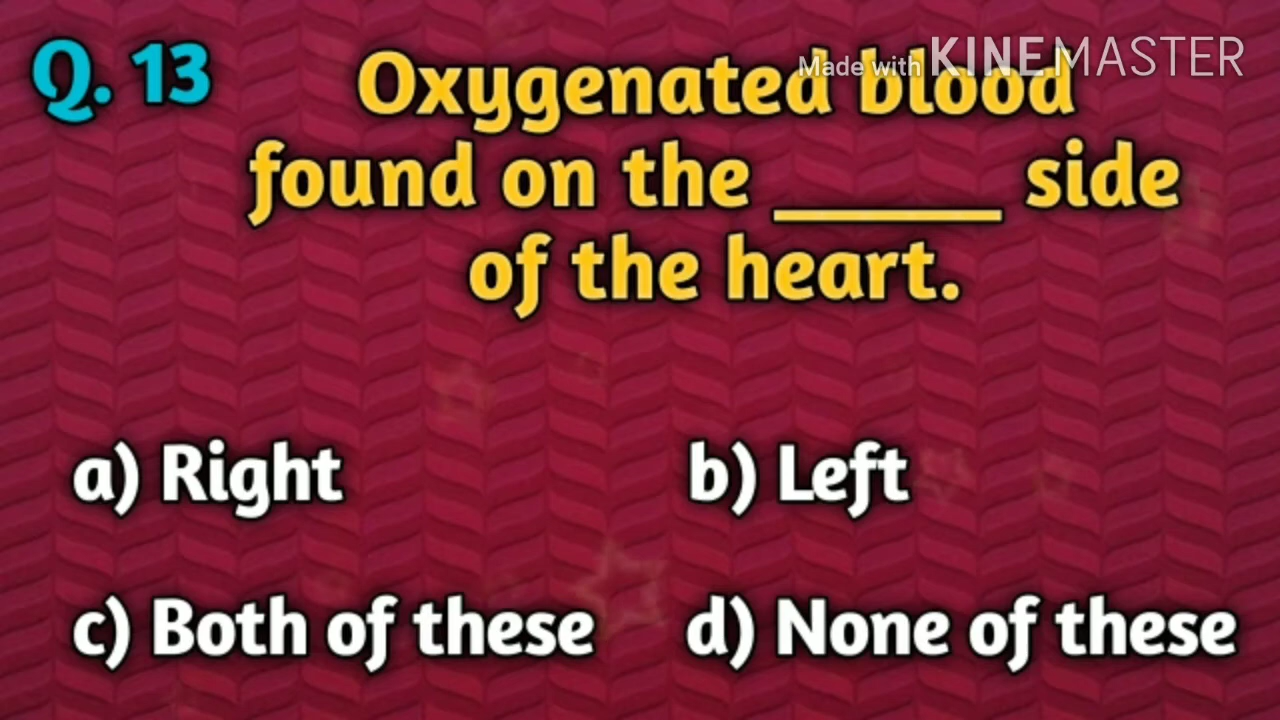 Made with KINEMASTER
Q. 13
Oxygenated blood
found on the ______ side
of the heart.
a) Right
b) Left
c) Both of these
d) None of these